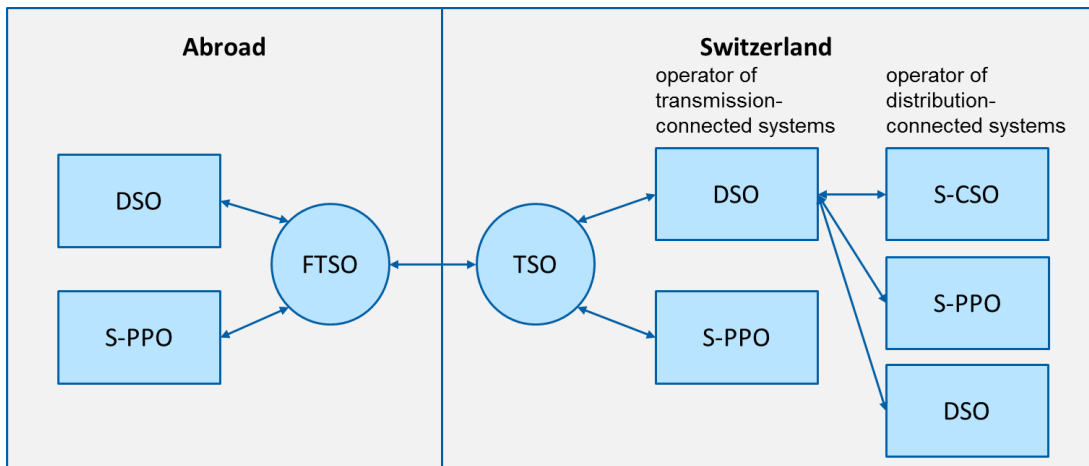 Abroad
DSO
S-PPO
FTSO
Switzerland
operator of
transmission-
connected systems
operator of
distribution-
connected systems
TSO
DSO
S-PPO
S-CSO
S-PPO
DSO